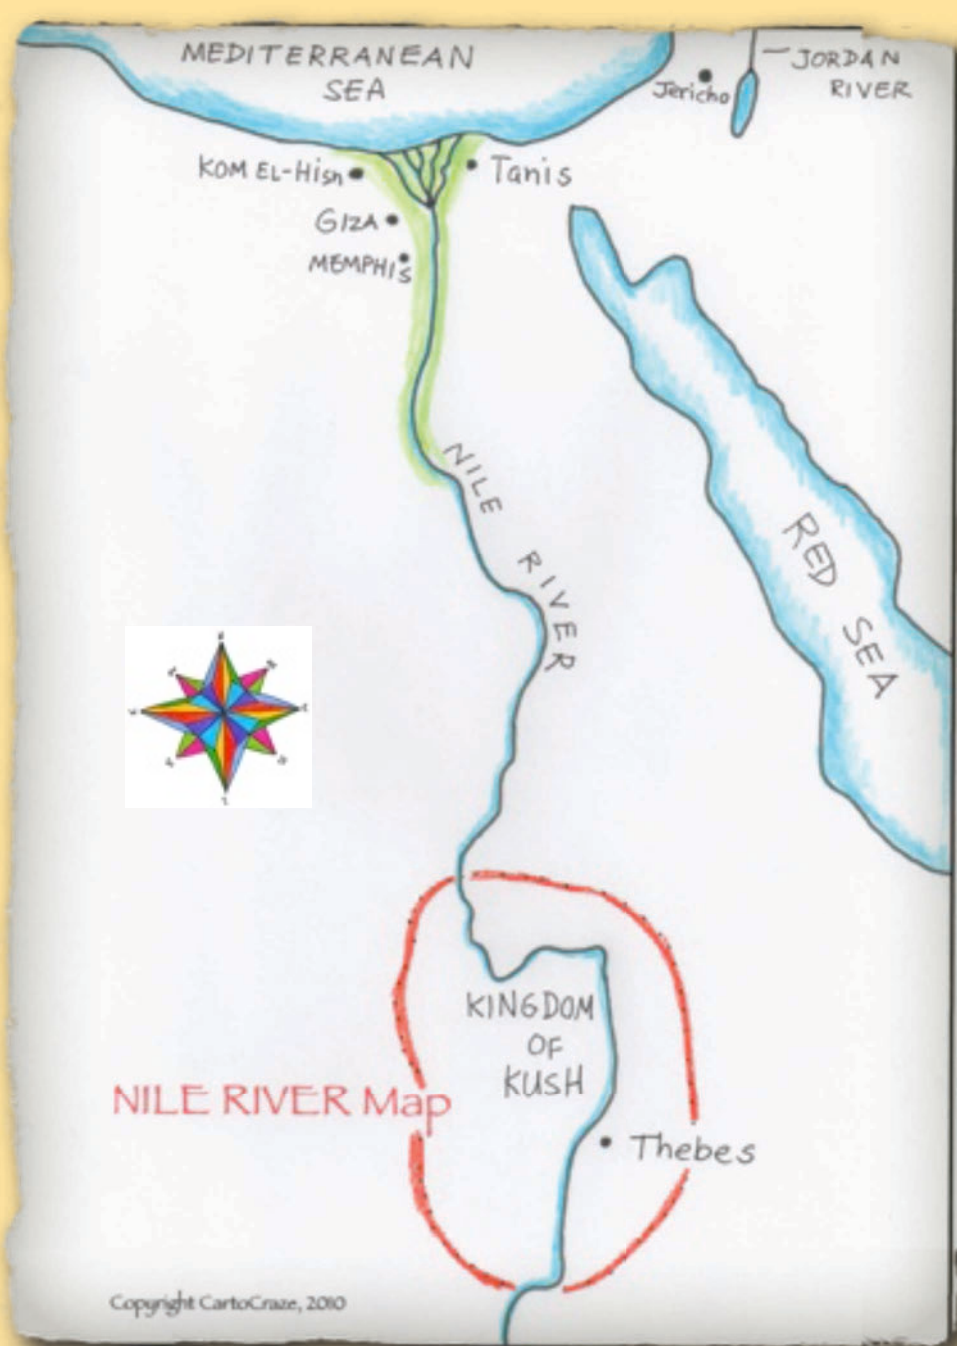 MEDITERRANEAN
SEA
JORDAN
RIVER
Jericho
KOM EL-Hisn
Tanis
GIZA
MEMPHIS
NILE
RIVER
RED
SEA
KINGDOM
OF
KUSH
NILE RIVER Map
Thebes
Copyright CartoCraze, 2010